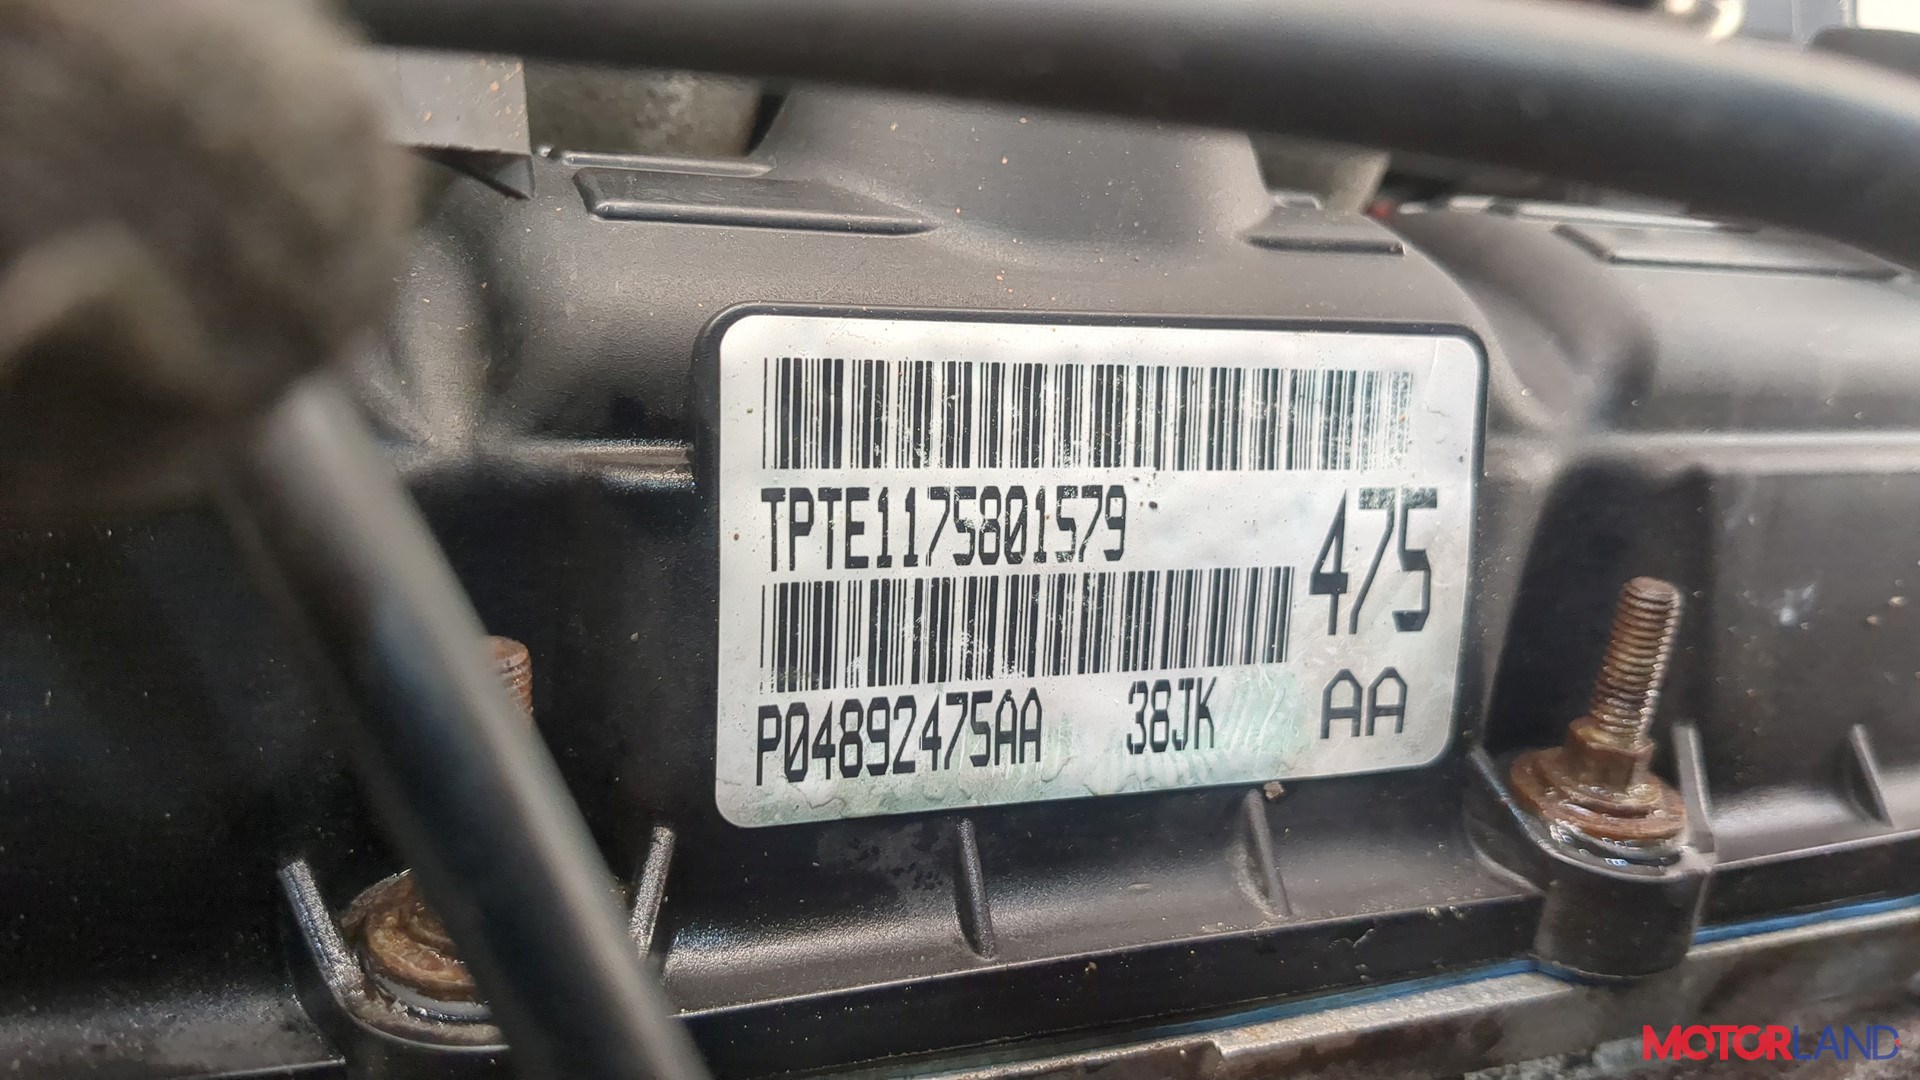 TPTE1175801579
475
P04892475AA 38JK AA
MOTORLAND